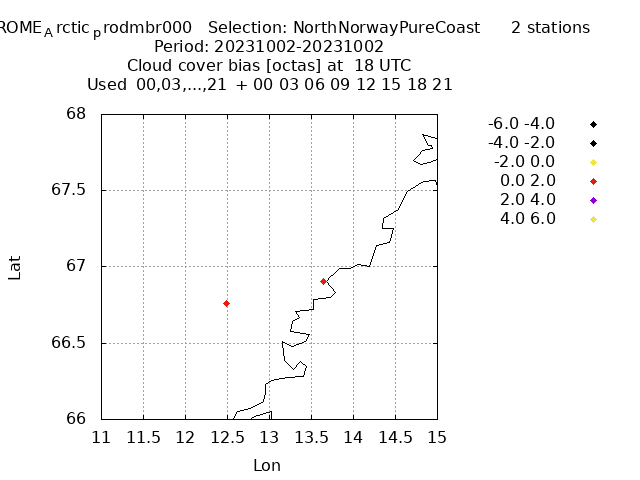 ROME A rctic p rodmbr000 Selection: NorthNorwayPureCoast 2 stations
Period: 20231002-20231002
Cloud cover bias [octas] at 18 UTC
Used 00,03,...,21 + 00 03 06 09 12 15 18 21
68
67.5
67
66.5
66
Lat
11 11.5 12 12.5 13 13.5 14 14.5 15
Lon
-6.0 -4.0
-4.0 -2.0
-2.0 0.0
0.0 2.0
2.0 4.0
4.0 6.0